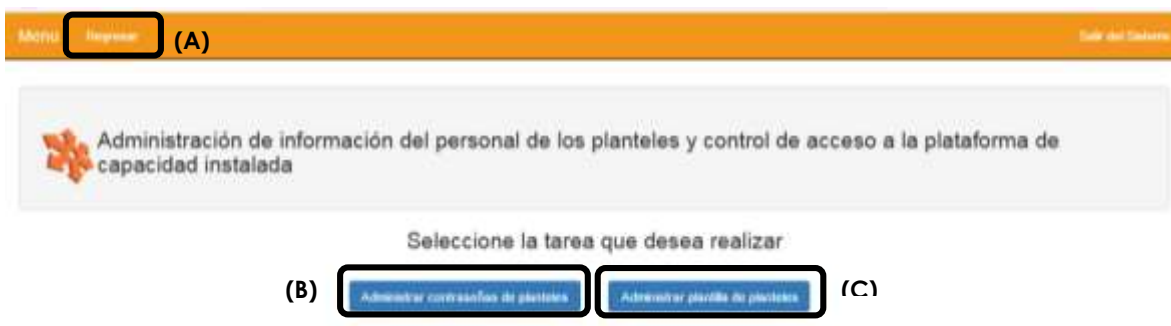 Menú Regresar (A) Salir del Sistema
Administración de información del personal de los planteles y control de acceso a la plataforma de
capacidad instalada
Seleccione la tarea que desea realizar
(B) Administrar contraseñas de planteles Administrar plantilla de planteles (C)